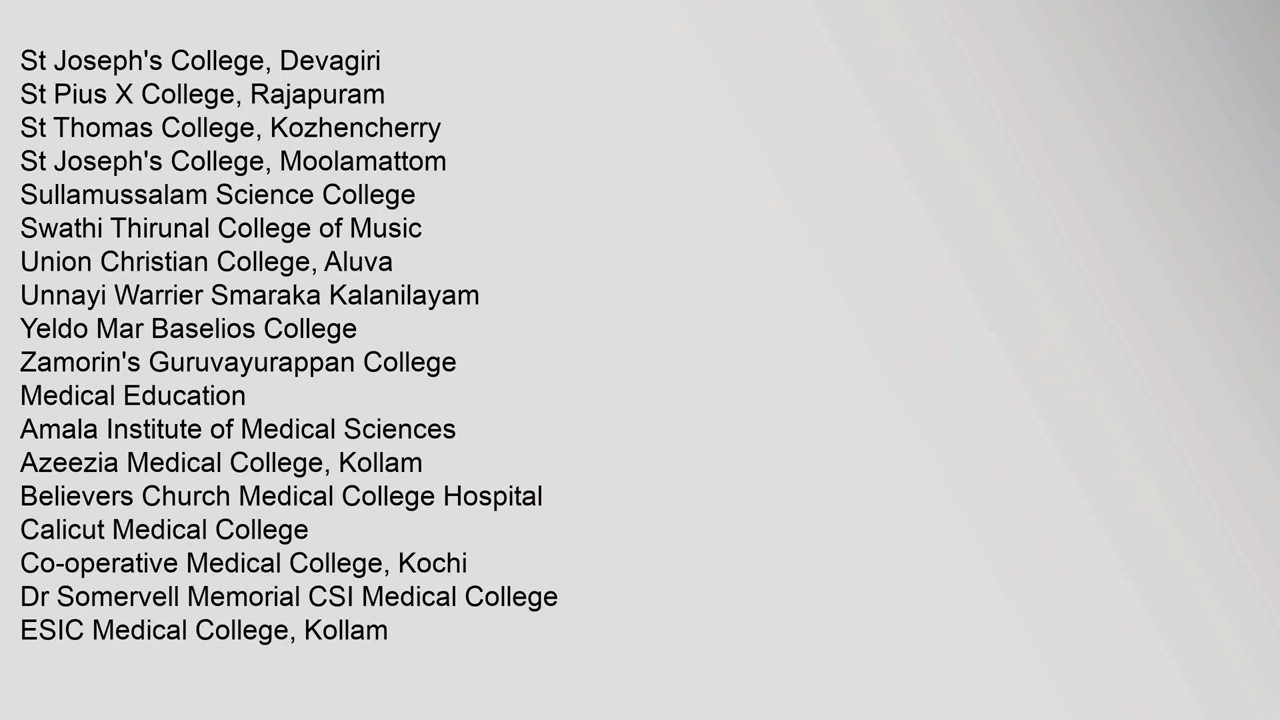 St Joseph's College, Devagiri
St Pius X College, Rajapuram
St Thomas College, Kozhencherry
St Joseph's College, Moolamattom
Sullamussalam Science College
Swathi Thirunal College of Music
Union Christian College, Aluva
Unnayi Warrier Smaraka Kalanilayam
Yeldo Mar Baselios College
Zamorin's Guruvayurappan College
Medical Education
Amala Institute of Medical Sciences
Azeezia Medical College, Kollam
Believers Church Medical College Hospital
Calicut Medical College
Co-operative Medical College, Kochi
Dr Somervell Memorial CSI Medical College
ESIC Medical College, Kollam